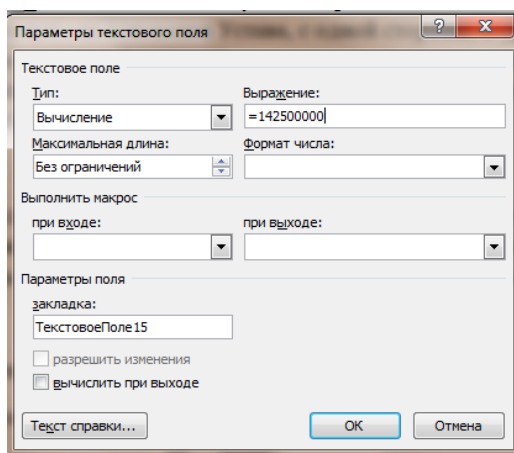 Параметры текстового поля
Текстовое поле
Тип: Выражение:
Вычисление =142500000
Максимальная длина: Формат числа:
Без ограничений
Выполнить макрос
при входе: при выходе:
Параметры поля
закладка:
ТекстовоеПоле15
разрешить изменения
вычислить при выходе
Текст справки... ОК Отмена